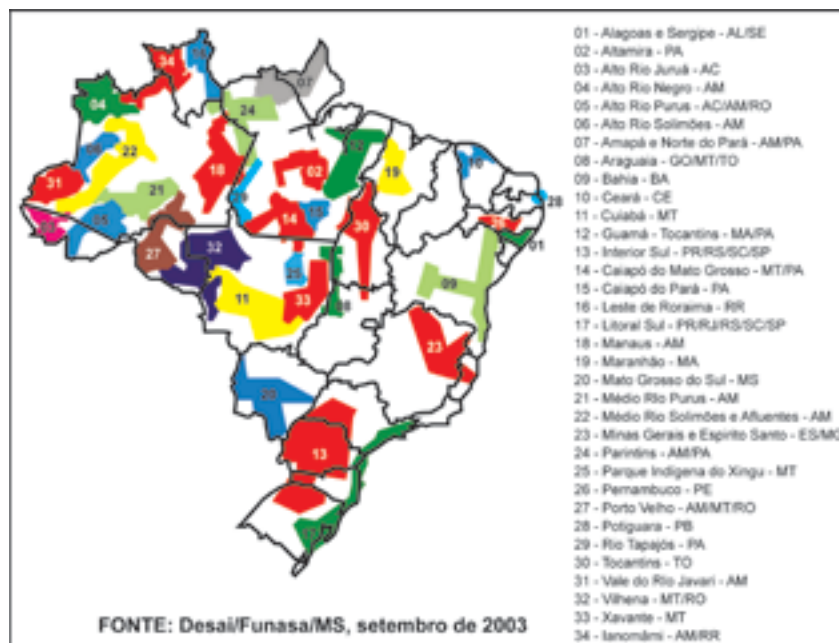 01 - Alagoas e Sergipe - AL/SE
02 - Altamira - PA
03 - Alto Rio Juruá - AC
04 - Alto Rio Negro - AM
05 - Alto Rio Purus - AC/AM/RO
06 - Alto Rio Solimões - AM
07 - Amapá e Norte do Pará - AM/PA
08 - Araguaia - GO/MT/TO
09 - Bahia - BA
10 - Ceará - CE
11 - Cuiabá - MT
12 - Guamá - Tocantins - MA/PA
13 - Interior Sul - PR/RS/SC/SP
14 - Caiapó do Mato Grosso - MT/PA
15 - Caiapó do Pará - PA
16 - Leste de Roraima - RR
17 - Litoral Sul - PR/RJ/RS/SC/SP
18 - Manaus - AM
19 - Maranhão - MA
20 - Mato Grosso do Sul - MS
21 - Médio Rio Purus - AM
22 - Médio Rio Solimões e Afluentes - AM
23 - Minas Gerais e Espírito Santo - ES/MG
24 - Parintins - AM/PA
25 - Parque Indígena do Xingu - MT
26 - Pernambuco - PE
27 - Porto Velho - AM/MT/RO
28 - Potiguara - PB
29 - Rio Tapajós - PA
30 - Tocantins - TO
31 - Vale do Rio Javari - AM
32 - Vilhena - MT/RO
33 - Xavante - MT
34 - Ianomâmi - AM/RR
34
04
24
07
22
31
21
18
02
12
19
10
28
14
30
01
27
32
25
11
33
09
23
20
13
FONTE: Desai/Funasa/MS, setembro de 2003